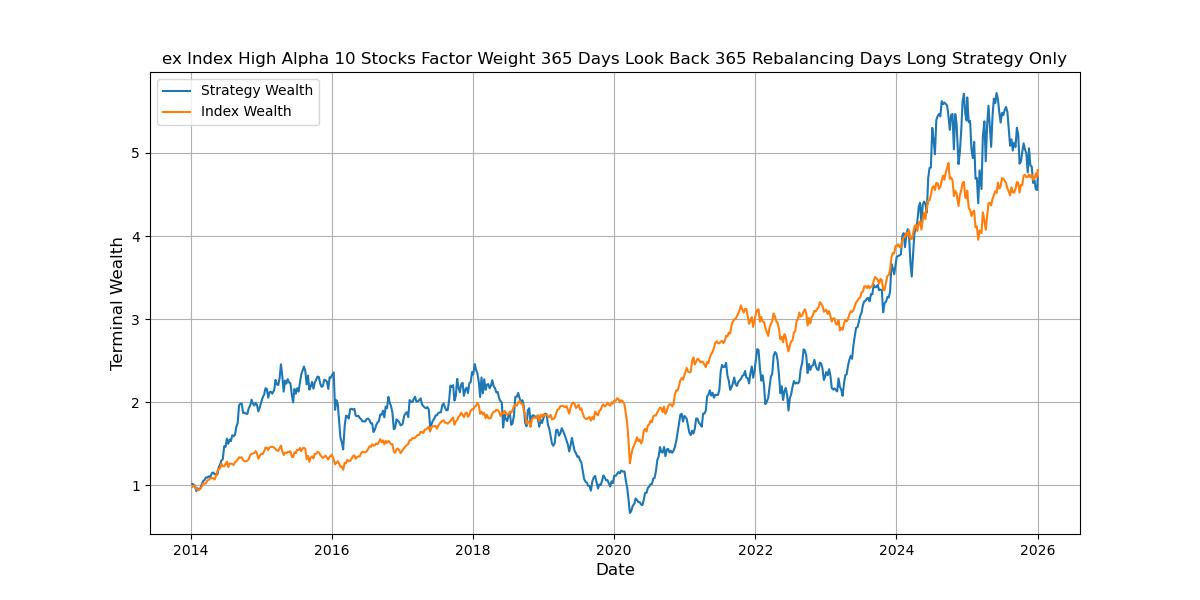 ex Index High Alpha 10 Stocks Factor Weight 365 Days Look Back 365 Rebalancing Days Long Strategy Only
Strategy Wealth
Index Wealth
Terminal Wealth
5
4
3
2
1
2014 2016 2018 2020 2022 2024 2026
Date